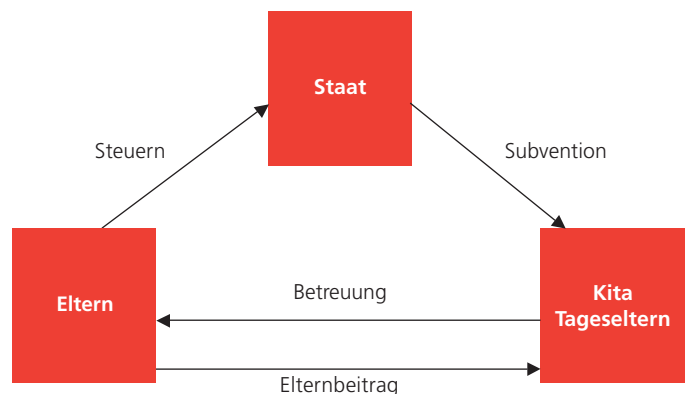 Staat
Steuern
Subvention
Eltern
Betreuung
Kita
Tageseltern
Elternbeitrag